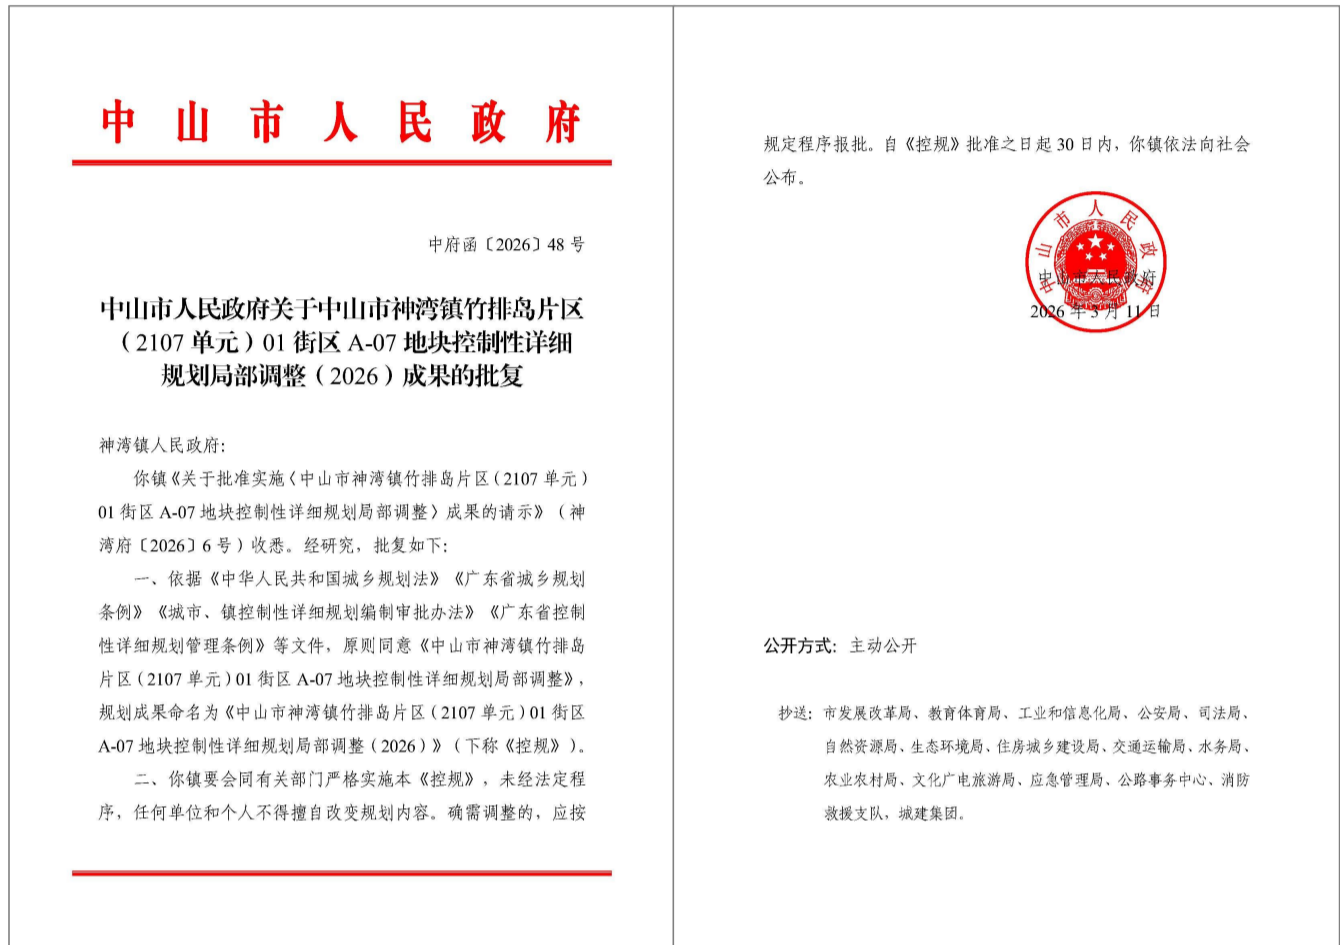 中山市人民政府
中府函〔2026〕48 号
中山市人民政府关于中山市神湾镇竹排岛片区
（2107 单元）01 街区 A-07 地块控制性详细
规划局部调整（2026）成果的批复
神湾镇人民政府：
你镇《关于批准实施〈中山市神湾镇竹排岛片区（2107 单元）
01 街区 A-07 地块控制性详细规划局部调整〉成果的请示》（神
湾府〔2026〕6 号）收悉。经研究，批复如下：
一、依据《中华人民共和国城乡规划法》《广东省城乡规划
条例》《城市、镇控制性详细规划编制审批办法》《广东省控制
性详细规划管理条例》等文件，原则同意《中山市神湾镇竹排岛
片区（2107 单元）01 街区 A-07 地块控制性详细规划局部调整》，
规划成果命名为《中山市神湾镇竹排岛片区（2107 单元）01 街区
A-07 地块控制性详细规划局部调整（2026）》（下称《控规》）。
二、你镇要会同有关部门严格实施本《控规》，未经法定程
序，任何单位和个人不得擅自改变规划内容。确需调整的，应按
规定程序报批。自《控规》批准之日起 30 日内，你镇依法向社会
公布。
中山市人民政府
中山市人民政府
2026 年 月 11 日
公开方式：主动公开
抄送：市发展改革局、教育体育局、工业和信息化局、公安局、司法局、
自然资源局、生态环境局、住房城乡建设局、交通运输局、水务局、
农业农村局、文化广电旅游局、应急管理局、公路事务中心、消防
救援支队，城建集团。